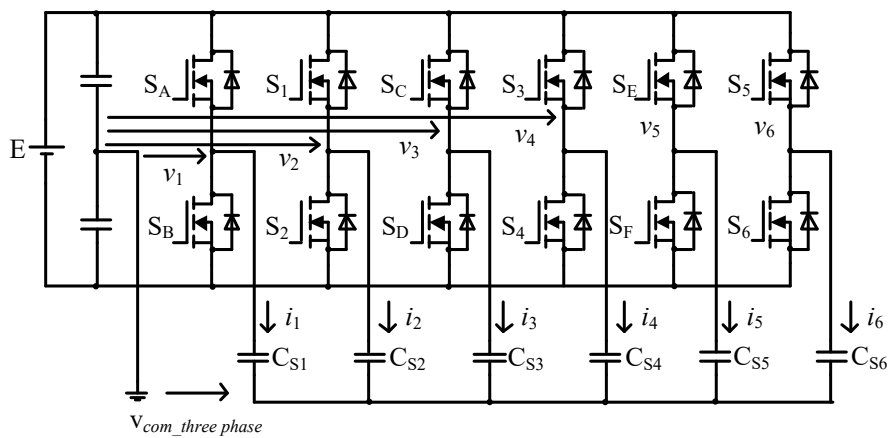 S_A S_1 S_C S_3 S_E S_5
E v_1 v_2 v_3 v_4 v_5 v_6
S_B S_2 S_D S_4 S_F S_6
i_1 i_2 i_3 i_4 i_5 i_6
C_S1 C_S2 C_S3 C_S4 C_S5 C_S6
v_com_three phase